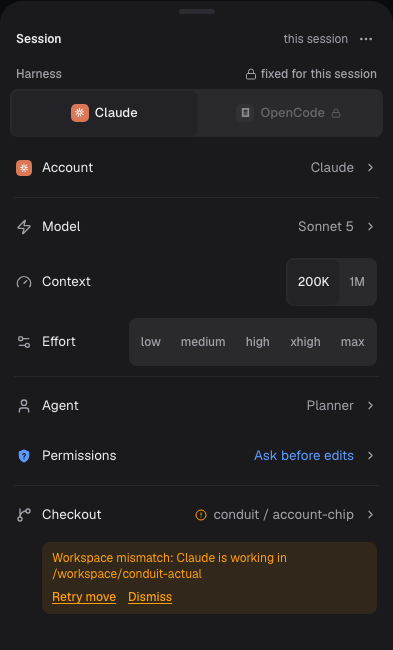 Session this session ...
Harness fixed for this session
Claude OpenCode
Account Claude
Model Sonnet 5
Context 200K 1M
Effort low medium high xhigh max
Agent Planner
Permissions Ask before edits
Checkout conduit / account-chip
Workspace mismatch: Claude is working in
/workspace/conduit-actual
Retry move Dismiss